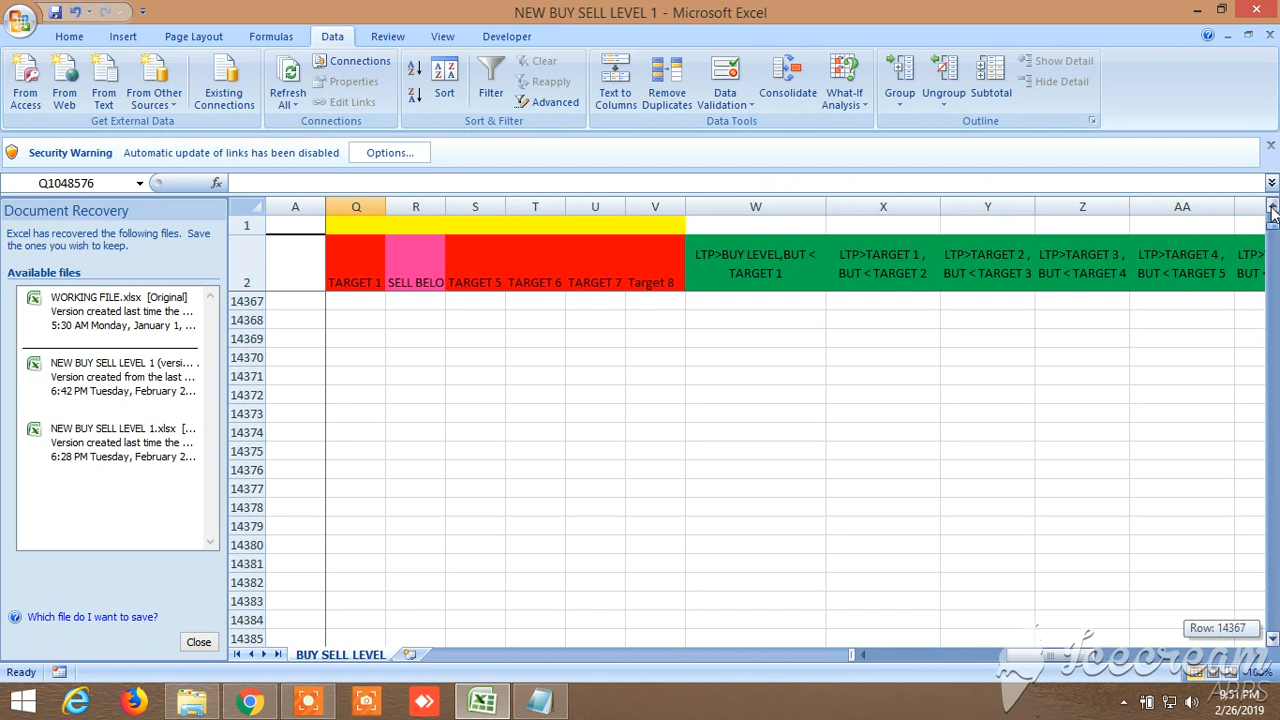 NEW BUY SELL LEVEL 1 - Microsoft Excel
Home Insert Page Layout Formulas Data Review View Developer
From Access
From Web
From Text
From Other Sources
Existing Connections
Get External Data
Refresh All
Connections
Properties
Edit Links
Connections
Sort
Filter
Clear
Reapply
Advanced
Sort & Filter
Text to Columns
Remove Duplicates
Data Validation
Consolidate
What-If Analysis
Data Tools
Group
Ungroup
Subtotal
Show Detail
Hide Detail
Outline
Security Warning Automatic update of links has been disabled Options...
Q1048576 fx
Document Recovery
Excel has recovered the following files. Save
the ones you wish to keep.
Available files
WORKING FILE.xlsx [Original]
Version created last time the ...
5:30 AM Monday, January 1, ...
NEW BUY SELL LEVEL 1 (versi... .
Version created from the last ...
6:42 PM Tuesday, February 2...
NEW BUY SELL LEVEL 1.xlsx [...
Version created last time the ...
6:28 PM Tuesday, February 2...
Which file do I want to save?
Close
A Q R S T U V W X Y Z AA
1
2 TARGET 1 SELL BELO TARGET 5 TARGET 6 TARGET 7 Target 8
LTP>BUY LEVEL,BUT < TARGET 1
LTP>TARGET 1 , BUT < TARGET 2
LTP>TARGET 2 , BUT < TARGET 3
LTP>TARGET 3 , BUT < TARGET 4
LTP>TARGET 4 , BUT < TARGET 5
LTP> BUT <
14367
14368
14369
14370
14371
14372
14373
14374
14375
14376
14377
14378
14379
14380
14381
14382
14383
14384
14385
Row: 14367
BUY SELL LEVEL
Ready
100%
Icecream
APPS
9:51 PM
2/26/2019